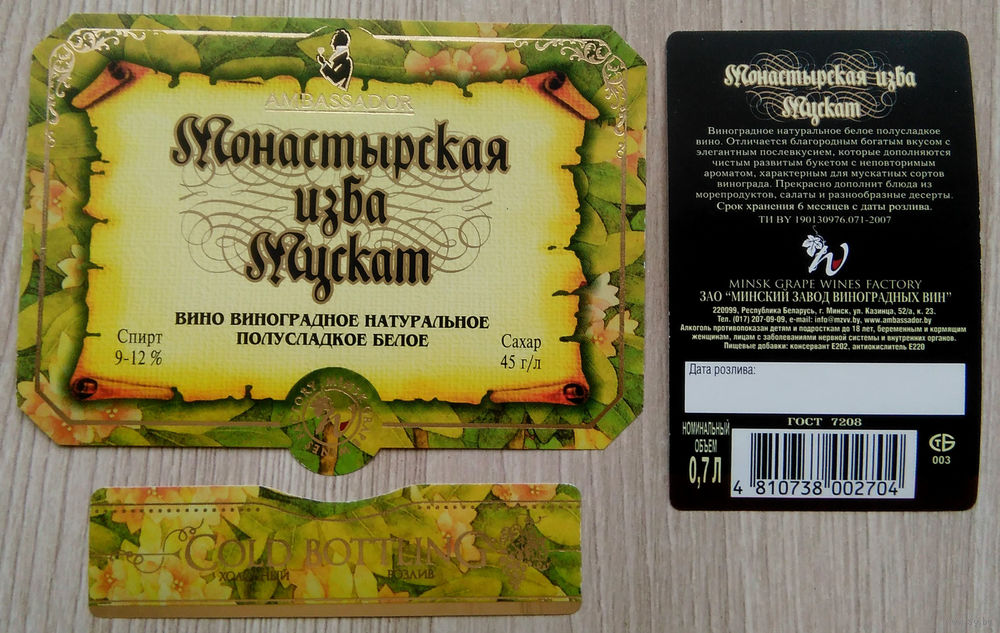 AMBASSADOR
Монастырская
изба
Мускат
ВИНО ВИНОГРАДНОЕ НАТУРАЛЬНОЕ
ПОЛУСЛАДКОЕ БЕЛОЕ
Спирт
9-12 %
Сахар
45 г/л
COLD BOTTLING
ХОЛОДНЫЙ РОЗЛИВ
Монастырская изба
Мускат
Виноградное натуральное белое полусладкое
вино. Отличается благородным богатым вкусом с
элегантным послевкусием, которые дополняются
чистым развитым букетом с неповторимым
ароматом, характерным для мускатных сортов
винограда. Прекрасно дополнит блюда из
морепродуктов, салаты и разнообразные десерты.
Срок хранения 6 месяцев с даты розлива.
ТИ BY 190130976.071-2007
MINSK GRAPE WINES FACTORY
ЗАО “МИНСКИЙ ЗАВОД ВИНОГРАДНЫХ ВИН”
220099, Республика Беларусь, г. Минск, ул. Казинца, 52/а, к. 23.
Тел. (017) 207-09-09, e-mail: info@mzvv.by, www.ambassador.by
Алкоголь противопоказан детям и подросткам до 18 лет, беременным и кормящим
женщинам, лицам с заболеваниями нервной системы и внутренних органов.
Пищевые добавки: консервант Е202, антиокислитель Е220
Дата розлива:
ГОСТ 7208
НОМИНАЛЬНЫЙ
ОБЪЕМ
0,7Л
4 810738 002704
СТБ
003